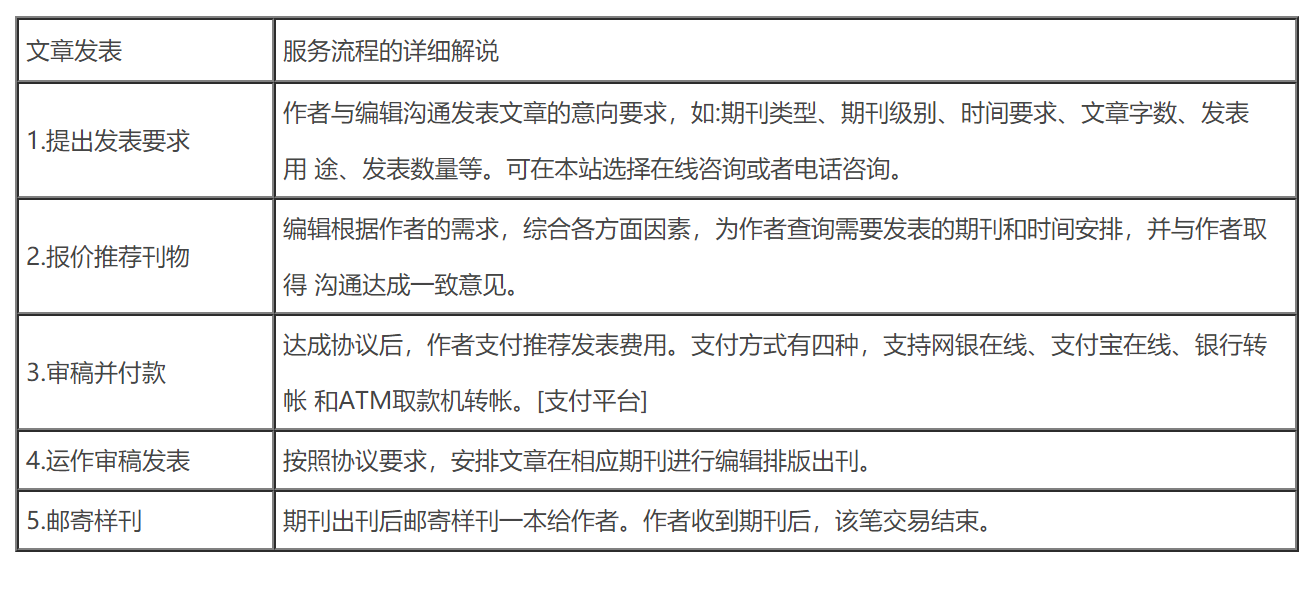 文章发表
服务流程的详细解说
1.提出发表要求
作者与编辑沟通发表文章的意向要求，如:期刊类型、期刊级别、时间要求、文章字数、发表
用 途、发表数量等。可在本站选择在线咨询或者电话咨询。
2.报价推荐刊物
编辑根据作者的需求，综合各方面因素，为作者查询需要发表的期刊和时间安排，并与作者取
得 沟通达成一致意见。
3.审稿并付款
达成协议后，作者支付推荐发表费用。支付方式有四种，支持网银在线、支付宝在线、银行转
帐 和ATM取款机转帐。[支付平台]
4.运作审稿发表
按照协议要求，安排文章在相应期刊进行编辑排版出刊。
5.邮寄样刊
期刊出刊后邮寄样刊一本给作者。作者收到期刊后，该笔交易结束。